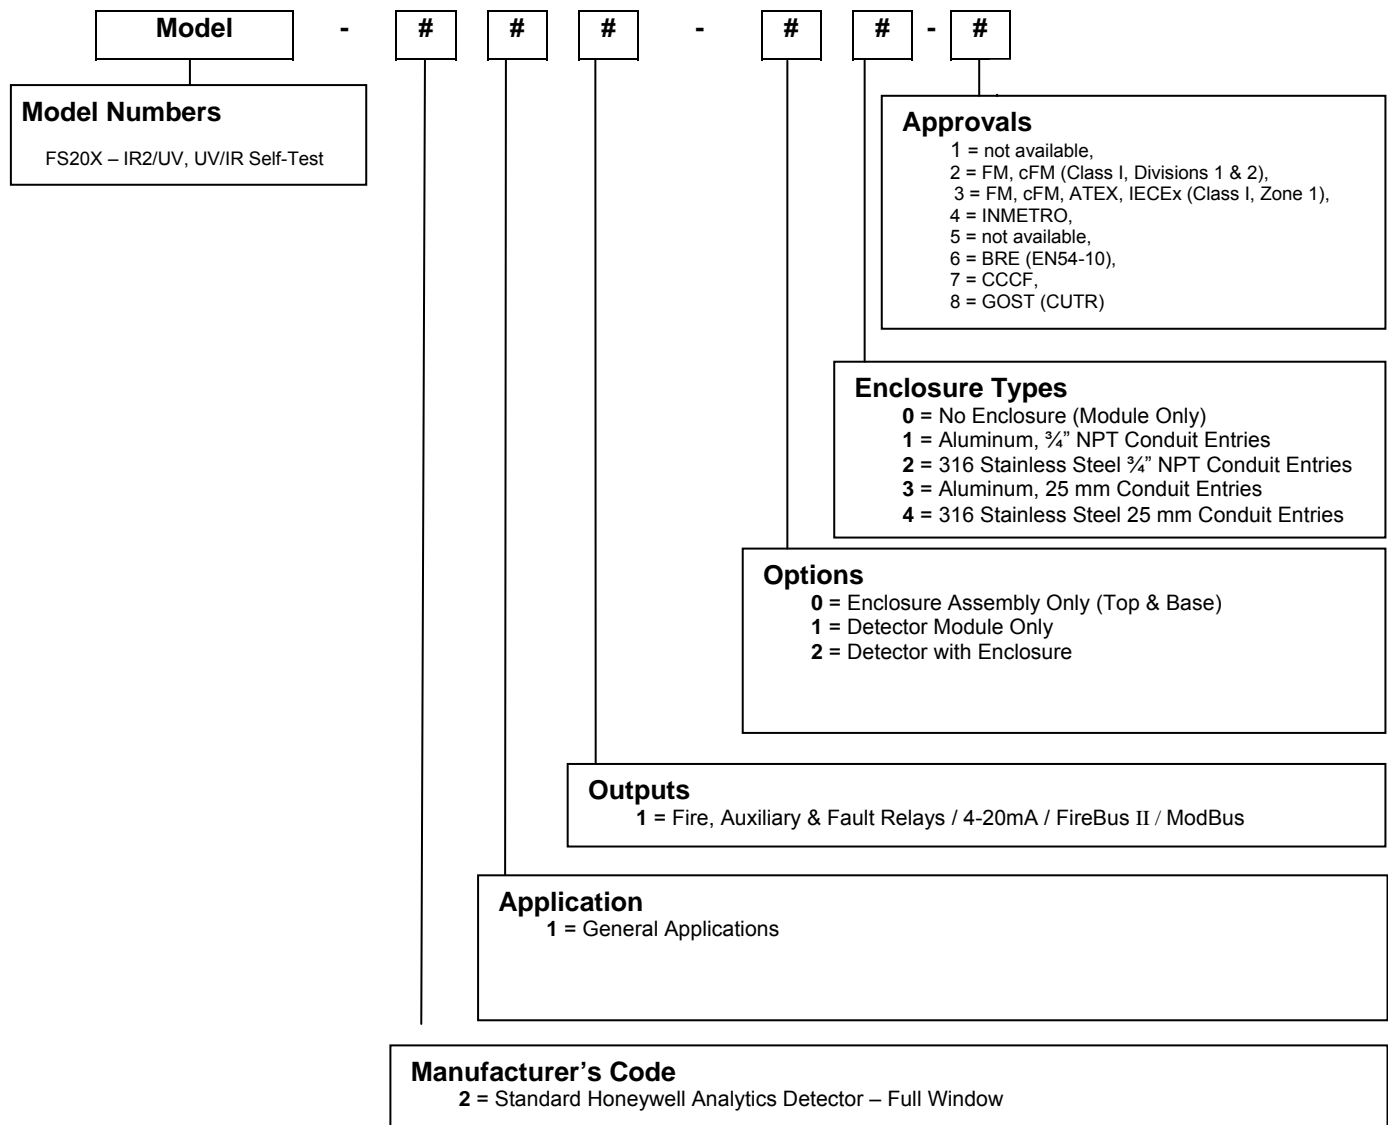 Model - # # # - # # - #
Model Numbers
FS20X – IR2/UV, UV/IR Self-Test
Approvals
1 = not available,
2 = FM, cFM (Class I, Divisions 1 & 2),
3 = FM, cFM, ATEX, IECEx (Class I, Zone 1),
4 = INMETRO,
5 = not available,
6 = BRE (EN54-10),
7 = CCCF,
8 = GOST (CUTR)
Enclosure Types
0 = No Enclosure (Module Only)
1 = Aluminum, ¾” NPT Conduit Entries
2 = 316 Stainless Steel ¾” NPT Conduit Entries
3 = Aluminum, 25 mm Conduit Entries
4 = 316 Stainless Steel 25 mm Conduit Entries
Options
0 = Enclosure Assembly Only (Top & Base)
1 = Detector Module Only
2 = Detector with Enclosure
Outputs
1 = Fire, Auxiliary & Fault Relays / 4-20mA / FireBus II / ModBus
Application
1 = General Applications
Manufacturer’s Code
2 = Standard Honeywell Analytics Detector – Full Window